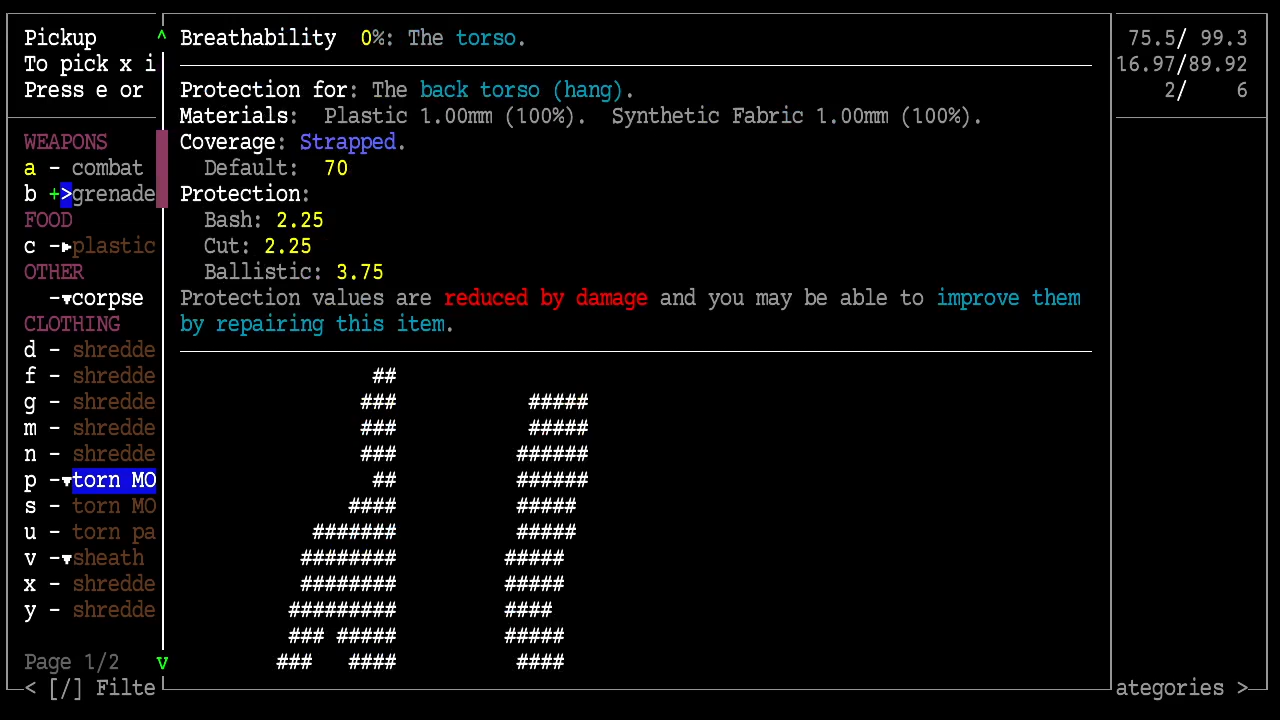 Pickup ^ Breathability 0%: The torso. 75.5/ 99.3
To pick x i 16.97/89.92
Press e or Protection for: The back torso (hang). 2/ 6
Materials: Plastic 1.00mm (100%). Synthetic Fabric 1.00mm (100%).
WEAPONS Coverage: Strapped.
a - combat Default: 70
b +>grenade Protection:
FOOD Bash: 2.25
c -▶plastic Cut: 2.25
OTHER Ballistic: 3.75
-▼corpse Protection values are reduced by damage and you may be able to improve them
CLOTHING by repairing this item.
d - shredde
f - shredde ##
g - shredde ### #####
m - shredde ### #####
n - shredde ### ######
p -▼torn MO ## ######
s - torn MO #### #####
u - torn pa ####### #####
v -▼sheath ######## #####
x - shredde ######## #####
y - shredde ######### ####
### ##### #####
Page 1/2 v ### #### ####
< [/] Filte ategories >